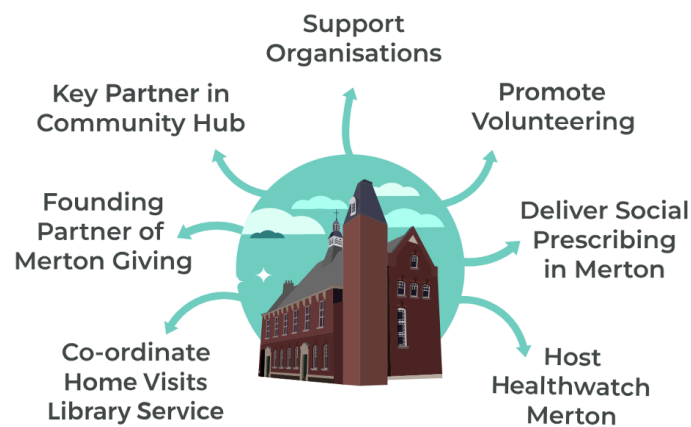 Support
Organisations
Key Partner in
Community Hub
Promote
Volunteering
Founding
Partner of
Merton Giving
Deliver Social
Prescribing
in Merton
Co-ordinate
Home Visits
Library Service
Host
Healthwatch
Merton